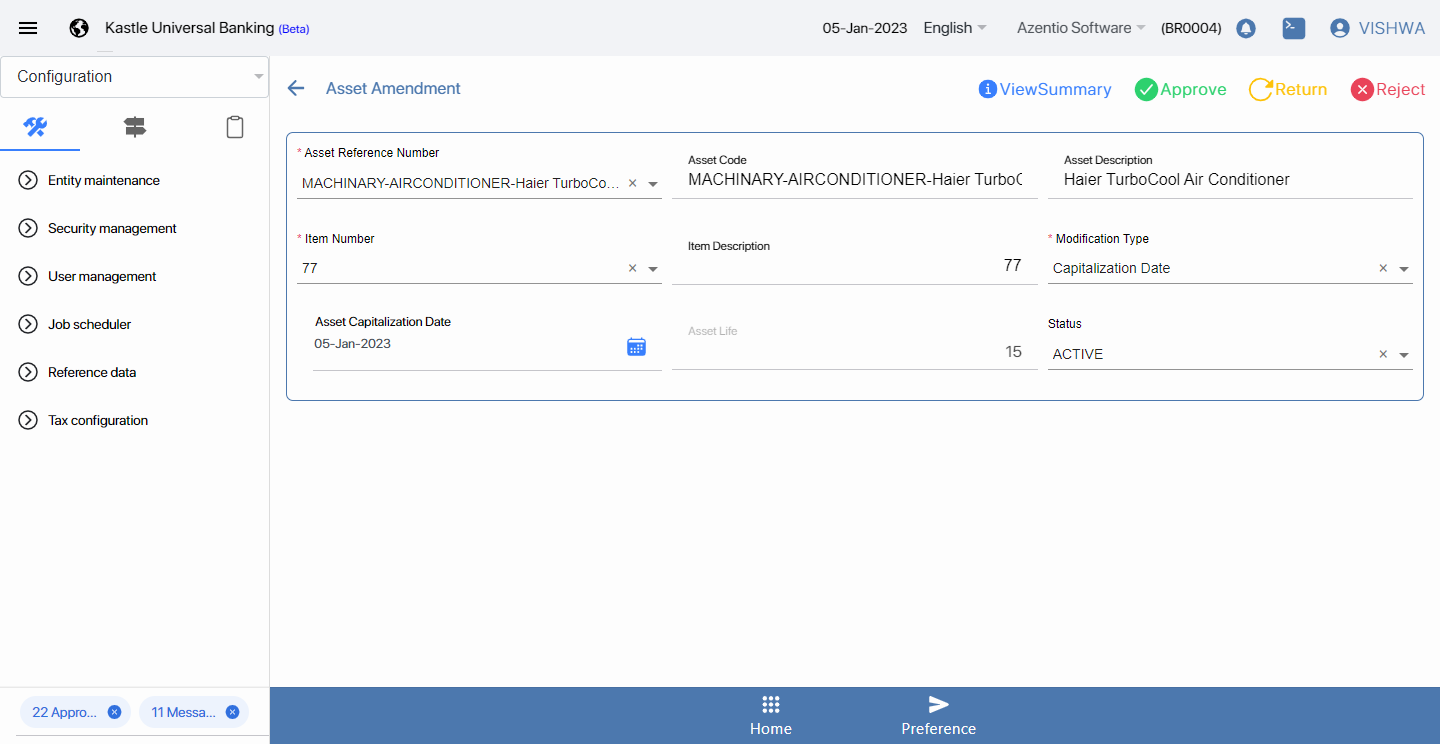 Kastle Universal Banking (Beta)
05-Jan-2023 English Azentio Software (BR0004) VISHWA
Configuration
Asset Amendment
ViewSummary Approve Return Reject
Entity maintenance
Security management
User management
Job scheduler
Reference data
Tax configuration
* Asset Reference Number
MACHINARY-AIRCONDITIONER-Haier TurboCo... ×
Asset Code
MACHINARY-AIRCONDITIONER-Haier TurboC
Asset Description
Haier TurboCool Air Conditioner
* Item Number
77 ×
Item Description
77
* Modification Type
Capitalization Date ×
Asset Capitalization Date
05-Jan-2023
Asset Life
15
Status
ACTIVE ×
22 Appro...
11 Messa...
Home
Preference